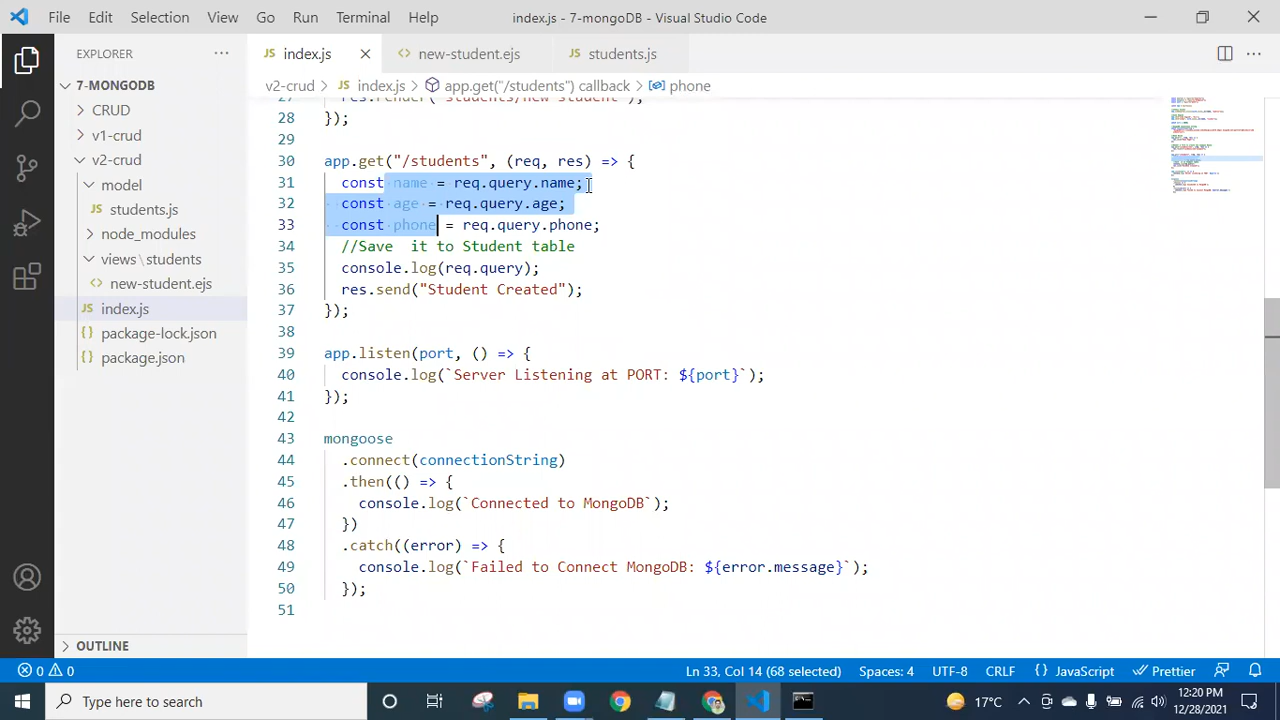 File Edit Selection View Go Run Terminal Help index.js - 7-mongoDB - Visual Studio Code
EXPLORER
7-MONGODB
CRUD
v1-crud
v2-crud
model
students.js
node_modules
views\students
new-student.ejs
index.js
package-lock.json
package.json
OUTLINE
index.js new-student.ejs students.js
v2-crud > index.js > app.get("/students") callback > phone
27 res.render("students/new-student");
28 });
29
30 app.get("/students", (req, res) => {
31 const name = req.query.name;
32 const age = req.query.age;
33 const phone = req.query.phone;
34 //Save it to Student table
35 console.log(req.query);
36 res.send("Student Created");
37 });
38
39 app.listen(port, () => {
40 console.log(`Server Listening at PORT: ${port}`);
41 });
42
43 mongoose
44 .connect(connectionString)
45 .then(() => {
46 console.log(`Connected to MongoDB`);
47 })
48 .catch((error) => {
49 console.log(`Failed to Connect MongoDB: ${error.message}`);
50 });
51
0 0 Ln 33, Col 14 (68 selected) Spaces: 4 UTF-8 CRLF {} JavaScript Prettier
Type here to search 17°C 12:20 PM
12/28/2021